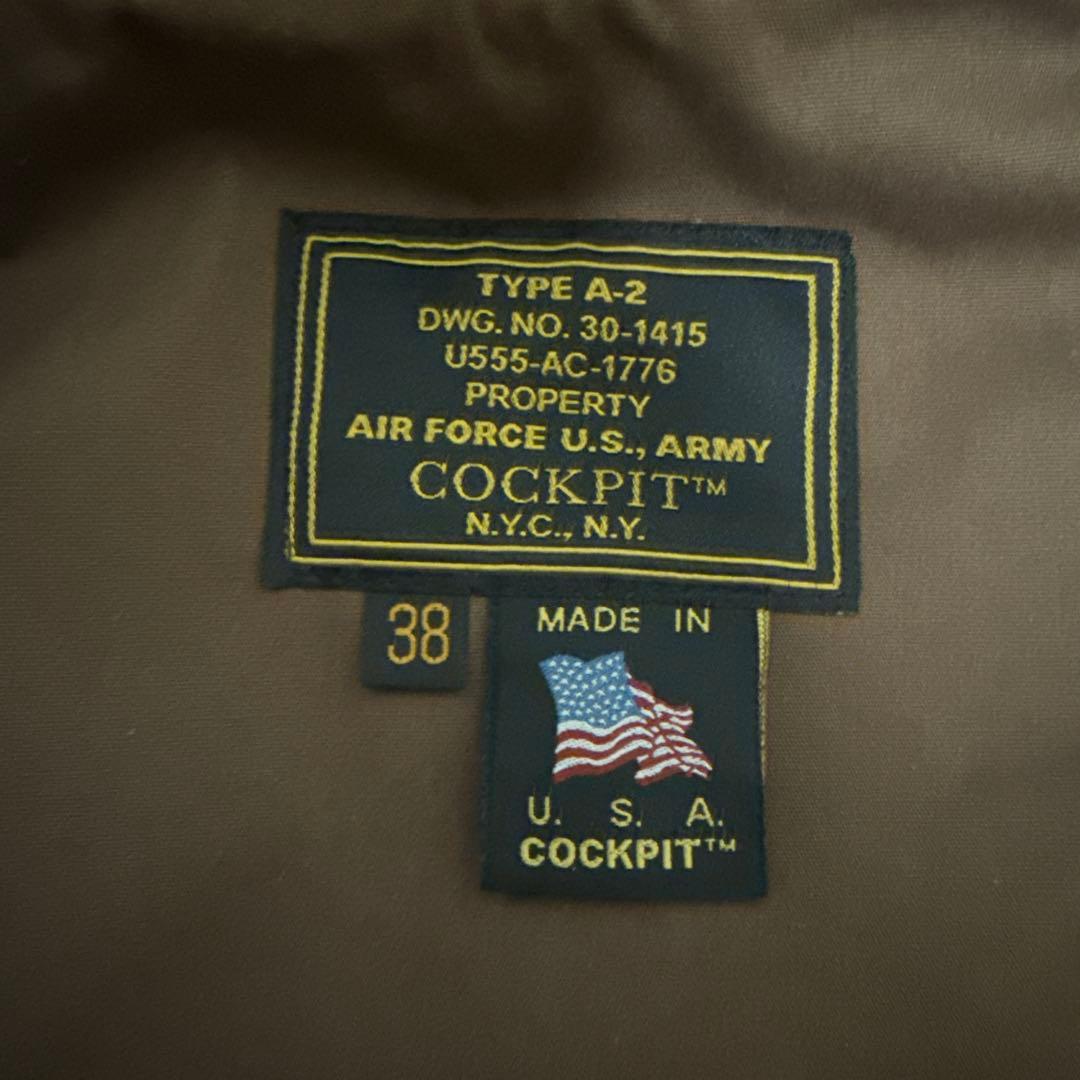 TYPE A-2
DWG. NO. 30-1415
U555-AC-1776
PROPERTY
AIR FORCE U.S., ARMY
COCKPIT™
N.Y.C., N.Y.
38
MADE IN
U. S. A.
COCKPIT™